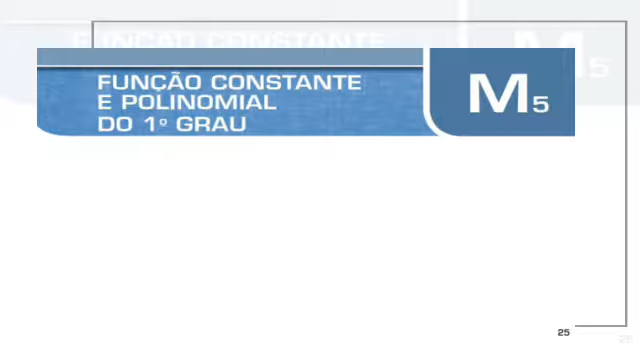 FUNÇÃO CONSTANTE
M5
E POLINOMIAL
DO 1º GRAU
25